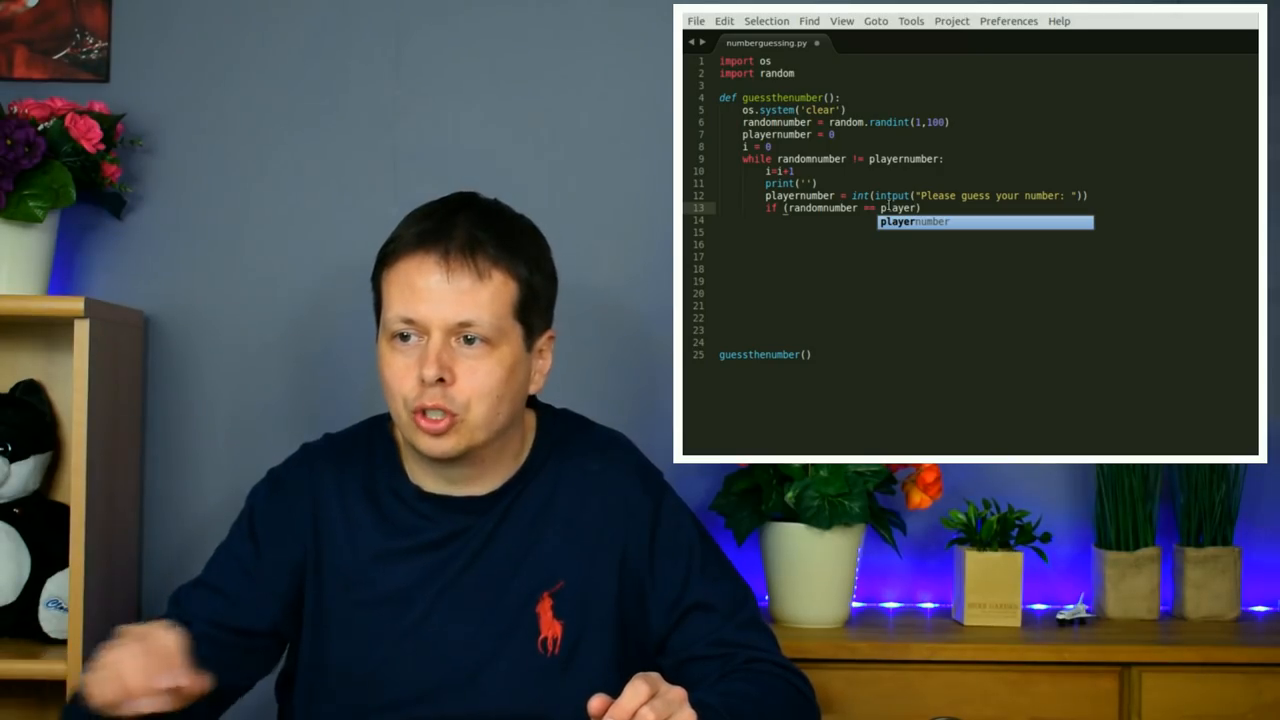 File Edit Selection Find View Goto Tools Project Preferences Help
numberguessing.py
1 import os
2 import random
3
4 def guessthenumber():
5 os.system('clear')
6 randomnumber = random.randint(1,100)
7 playernumber = 0
8 i = 0
9 while randomnumber != playernumber:
10 i=i+1
11 print('')
12 playernumber = int(intput("Please guess your number: "))
13 if (randomnumber == player)
playernumber
14
15
16
17
18
19
20
21
22
23
24
25 guessthenumber()